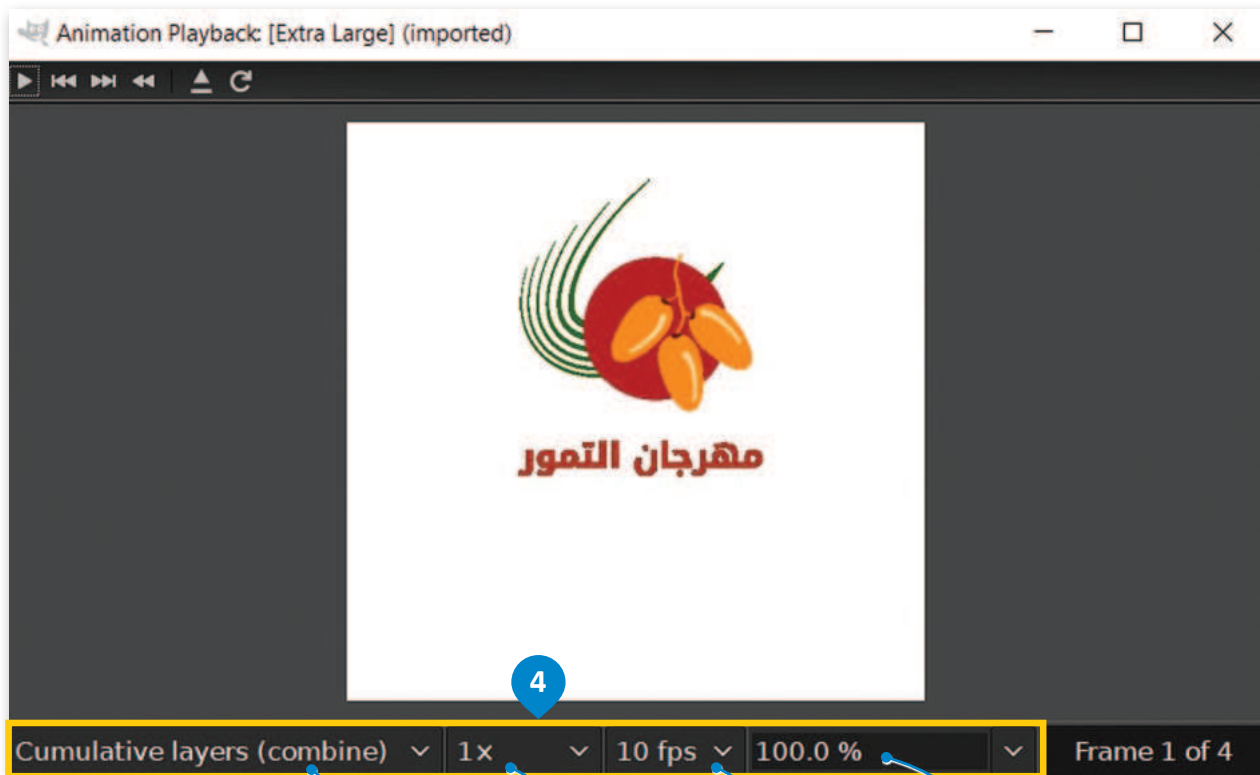 Animation Playback: [Extra Large] (imported)
مهرجان التمور
4
Cumulative layers (combine) 1x 10 fps 100.0 % Frame 1 of 4